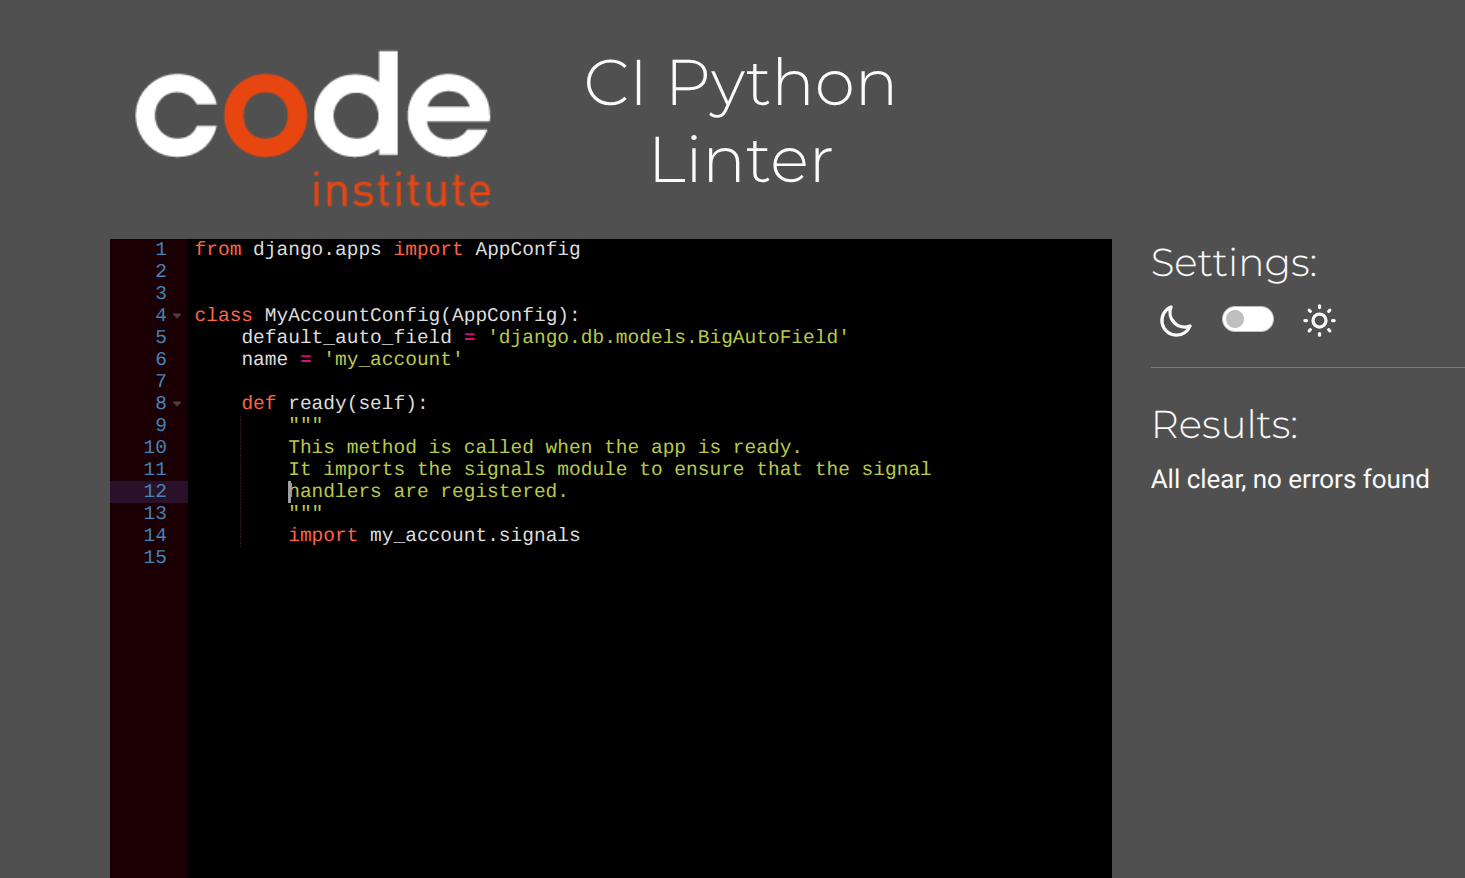 code
institute
CI Python
Linter
1 from django.apps import AppConfig
2
3
4 class MyAccountConfig(AppConfig):
5     default_auto_field = 'django.db.models.BigAutoField'
6     name = 'my_account'
7
8     def ready(self):
9         """
10         This method is called when the app is ready.
11         It imports the signals module to ensure that the signal
12         handlers are registered.
13         """
14         import my_account.signals
15
Settings:
Results:
All clear, no errors found